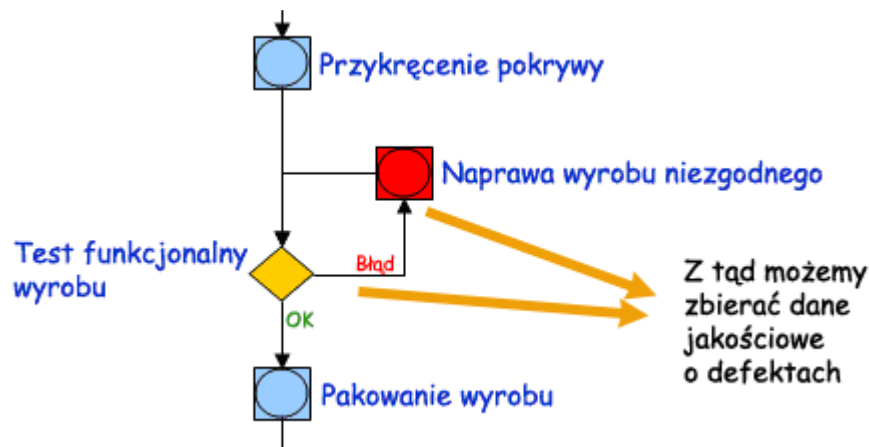 Przykręcenie pokrywy
Naprawa wyrobu niezgodnego
Test funkcjonalny
wyrobu
Błąd
OK
Z tąd możemy
zbierać dane
jakościowe
o defektach
Pakowanie wyrobu